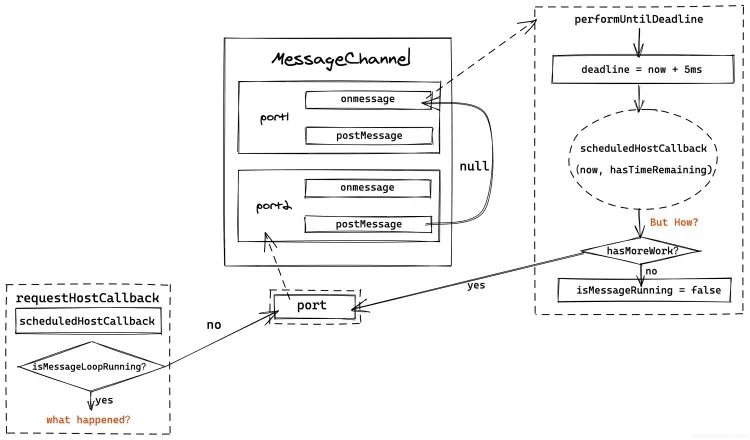 performUntilDeadline
deadline = now + 5ms
scheduledHostCallback
(now, hasTimeRemaining)
But How?
hasMoreWork?
no
isMessageRunning = false
yes
MessageChannel
port1
onmessage
postMessage
null
port2
onmessage
postMessage
port
requestHostCallback
scheduledHostCallback
no
isMessageLoopRunning?
yes
what happened?